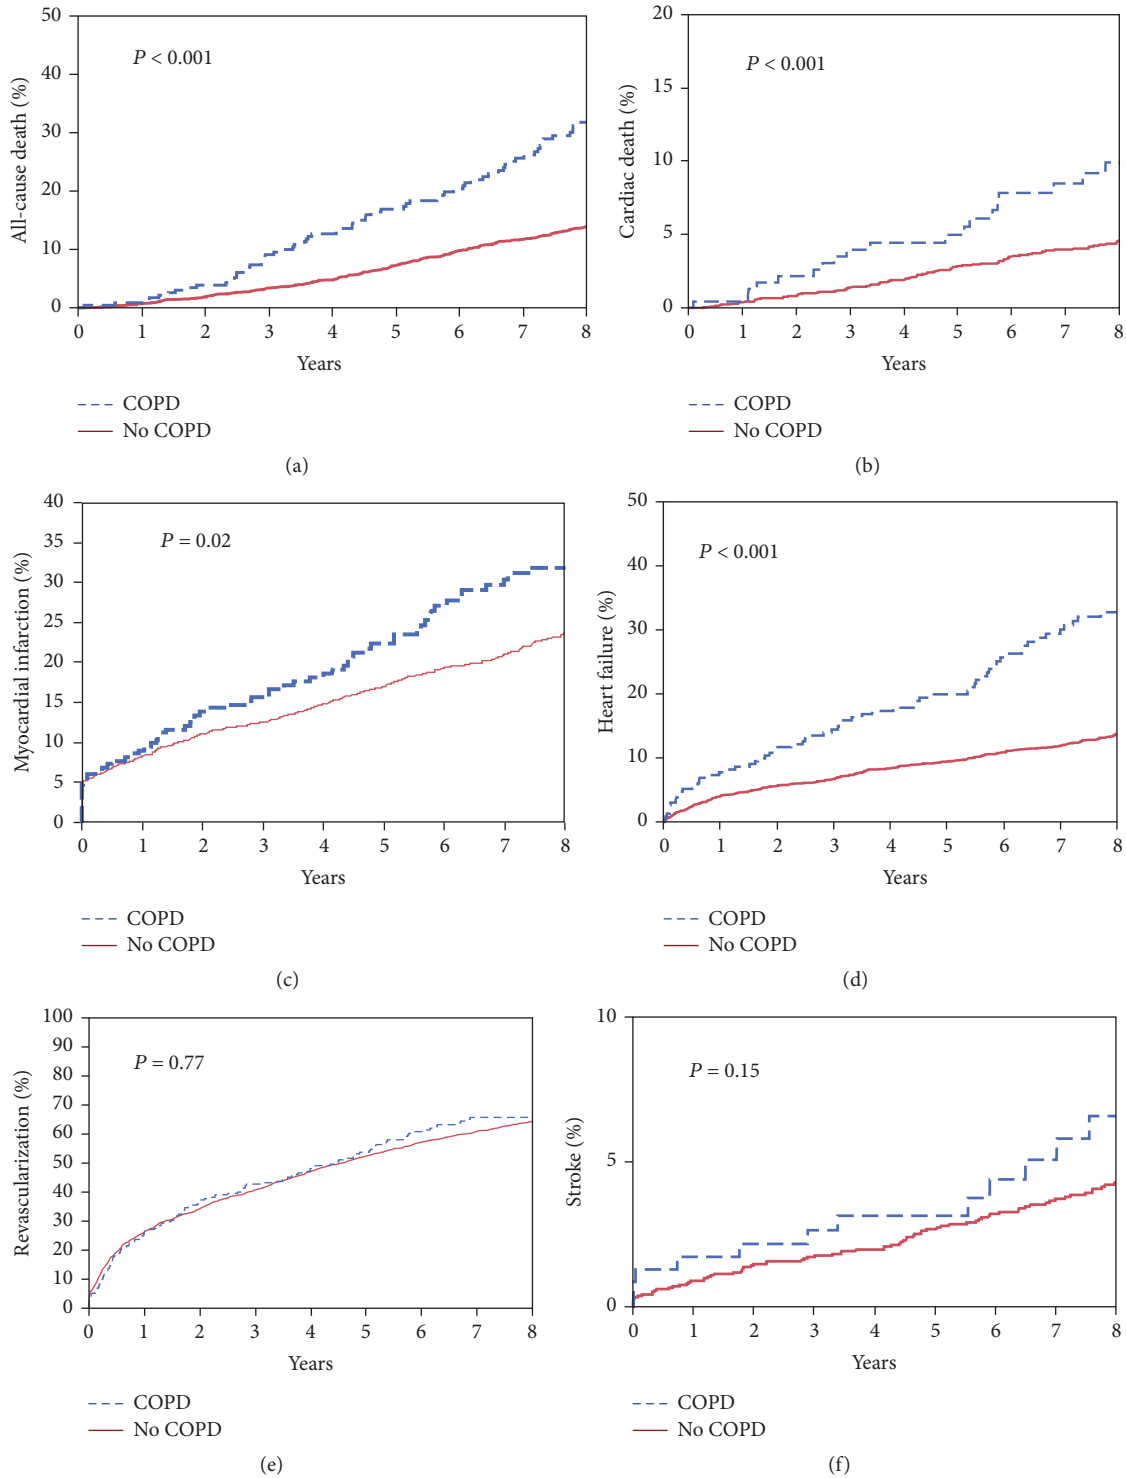 50
40
30
20
10
0
All-cause death (%)
P < 0.001
0 1 2 3 4 5 6 7 8
Years
COPD
No COPD
(a)
20
15
10
5
0
Cardiac death (%)
P < 0.001
0 1 2 3 4 5 6 7 8
Years
COPD
No COPD
(b)
40
35
30
25
20
15
10
5
0
Myocardial infarction (%)
P = 0.02
0 1 2 3 4 5 6 7 8
Years
COPD
No COPD
(c)
50
40
30
20
10
0
Heart failure (%)
P < 0.001
0 1 2 3 4 5 6 7 8
Years
COPD
No COPD
(d)
100
90
80
70
60
50
40
30
20
10
0
Revascularization (%)
P = 0.77
0 1 2 3 4 5 6 7 8
Years
COPD
No COPD
(e)
10
5
0
Stroke (%)
P = 0.15
0 1 2 3 4 5 6 7 8
Years
COPD
No COPD
(f)